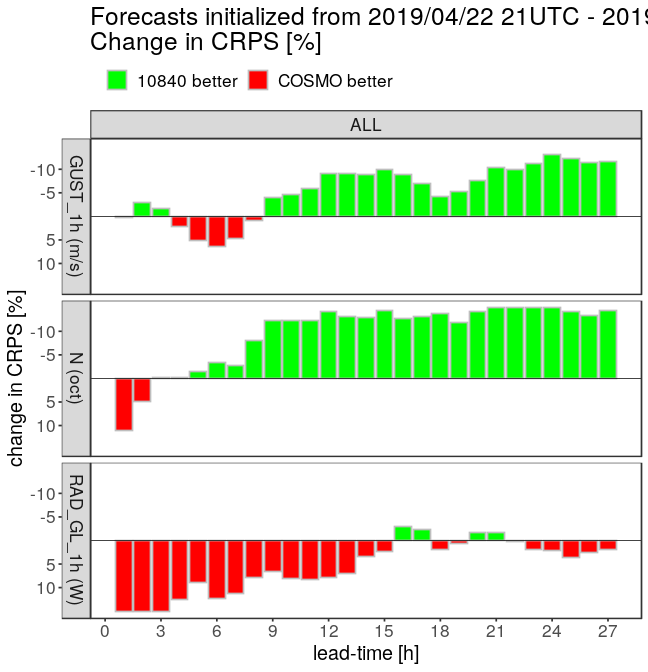 Forecasts initialized from 2019/04/22 21UTC - 2019
Change in CRPS [%]
10840 better
COSMO better
ALL
change in CRPS [%]
GUST_1h (m/s)
-10
-5
5
10
N (oct)
-10
-5
5
10
RAD_GL_1h (W)
-10
-5
5
10
0 3 6 9 12 15 18 21 24 27
lead-time [h]